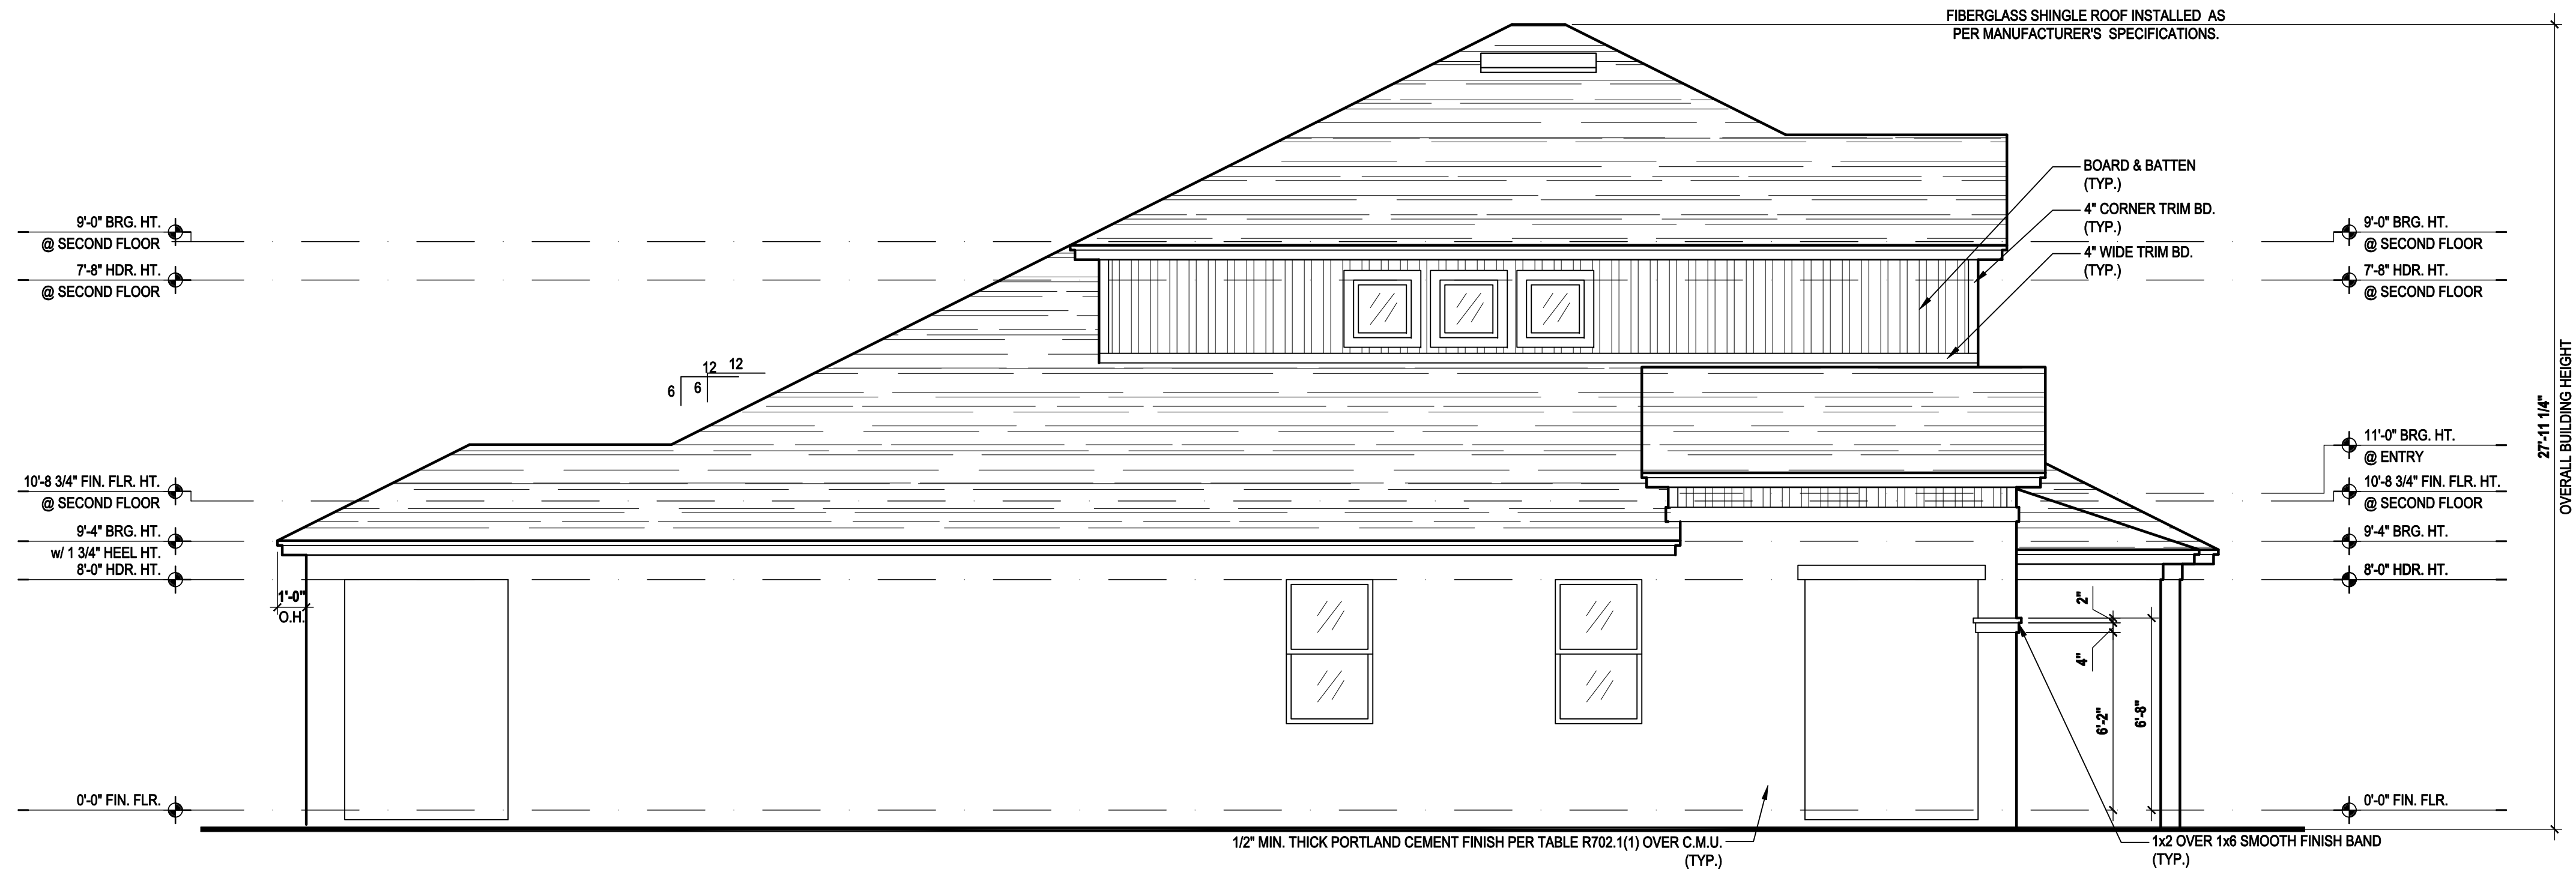 FIBERGLASS SHINGLE ROOF INSTALLED AS
PER MANUFACTURER'S SPECIFICATIONS.
BOARD & BATTEN
(TYP.)
4" CORNER TRIM BD.
(TYP.)
4" WIDE TRIM BD.
(TYP.)
9'-0" BRG. HT.
@ SECOND FLOOR
7'-8" HDR. HT.
@ SECOND FLOOR
12
12
6
6
10'-8 3/4" FIN. FLR. HT.
@ SECOND FLOOR
9'-4" BRG. HT.
w/ 1 3/4" HEEL HT.
8'-0" HDR. HT.
1'-0"
O.H.
0'-0" FIN. FLR.
9'-0" BRG. HT.
@ SECOND FLOOR
7'-8" HDR. HT.
@ SECOND FLOOR
11'-0" BRG. HT.
@ ENTRY
10'-8 3/4" FIN. FLR. HT.
@ SECOND FLOOR
9'-4" BRG. HT.
8'-0" HDR. HT.
2"
4"
6'-2"
6'-8"
0'-0" FIN. FLR.
27'-11 1/4"
OVERALL BUILDING HEIGHT
1/2" MIN. THICK PORTLAND CEMENT FINISH PER TABLE R702.1(1) OVER C.M.U.
(TYP.)
1x2 OVER 1x6 SMOOTH FINISH BAND
(TYP.)